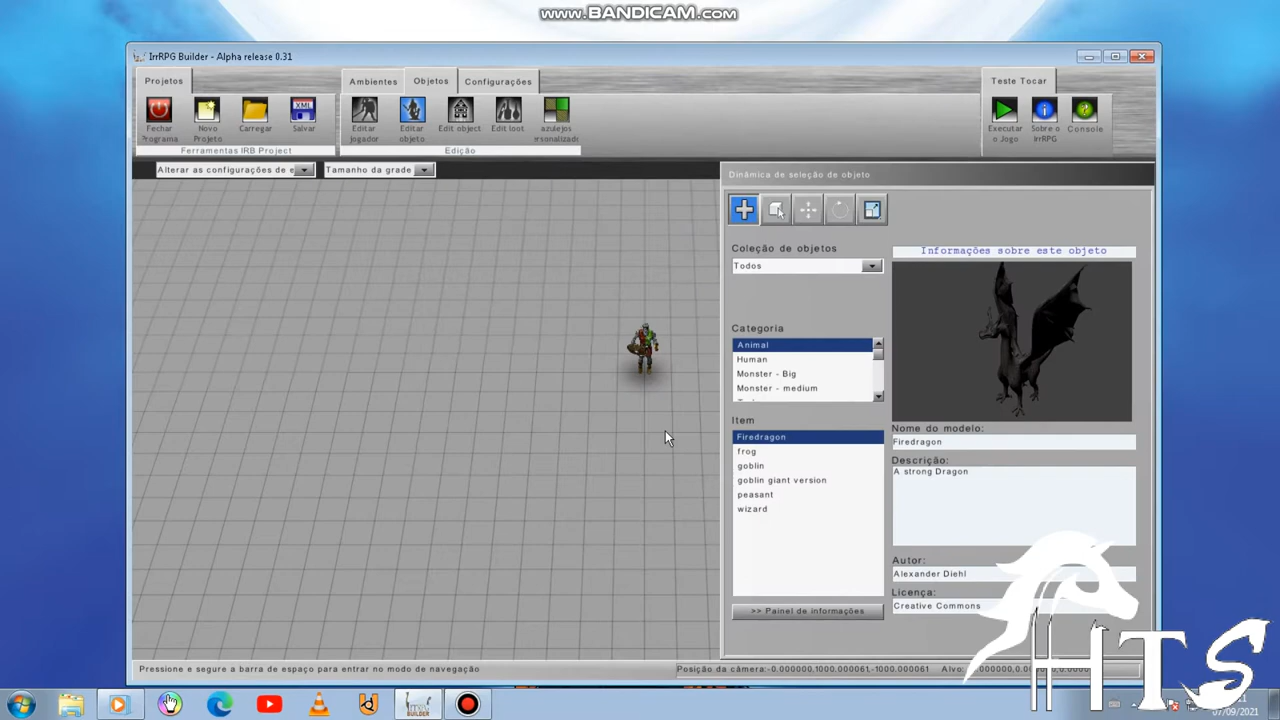 www.BANDICAM.com
IrrRPG Builder - Alpha release 0.31
Projetos
Ambientes
Objetos
Configurações
Teste Tocar
Fechar Programa
Novo Projeto
Carregar
Salvar
Editar jogador
Editar objeto
Edit object
Edit loot
azulejos
Executar o Jogo
Sobre o IrrRPG
Console
Ferramentas IRB Project
Edição
Alterar as configurações de e
Tamanho da grade
Dinâmica de seleção de objeto
Coleção de objetos
Todos
Informações sobre este objeto
Categoria
Animal
Human
Monster - Big
Monster - medium
Item
Firedragon
frog
goblin
goblin giant version
peasant
wizard
>> Painel de informações
Nome do modelo:
Firedragon
Descrição:
A strong Dragon
Autor:
Alexander Diehl
Licença:
Creative Commons
Pressione e segure a barra de espaço para entrar no modo de navegação
Posição da câmera:-0.000000,1000.000061,-1000.000061
HTS
07/09/2021